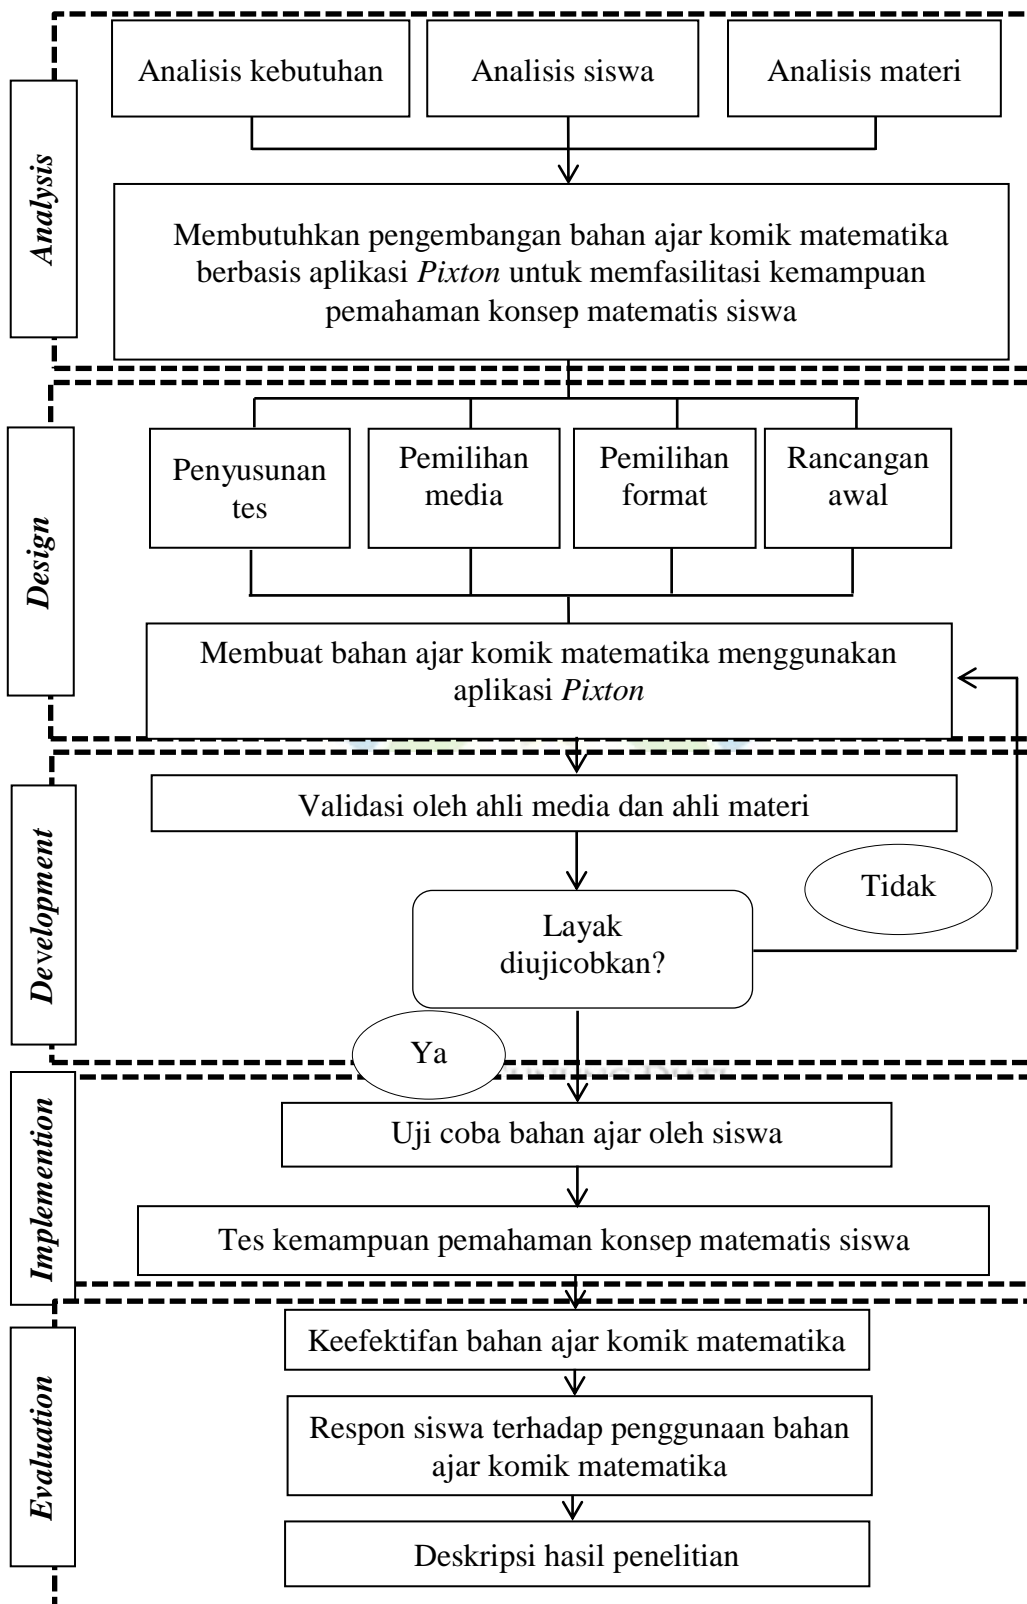 Analysis
Analisis kebutuhan
Analisis siswa
Analisis materi
Membutuhkan pengembangan bahan ajar komik matematika
berbasis aplikasi Pixton untuk memfasilitasi kemampuan
pemahaman konsep matematis siswa
Design
Penyusunan
tes
Pemilihan
media
Pemilihan
format
Rancangan
awal
Membuat bahan ajar komik matematika menggunakan
aplikasi Pixton
Development
Validasi oleh ahli media dan ahli materi
Tidak
Layak
diujicobkan?
Ya
Implemention
Uji coba bahan ajar oleh siswa
Tes kemampuan pemahaman konsep matematis siswa
Evaluation
Keefektifan bahan ajar komik matematika
Respon siswa terhadap penggunaan bahan
ajar komik matematika
Deskripsi hasil penelitian